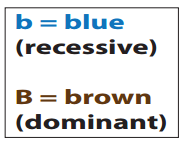 b = blue
(recessive)
B = brown
(dominant)